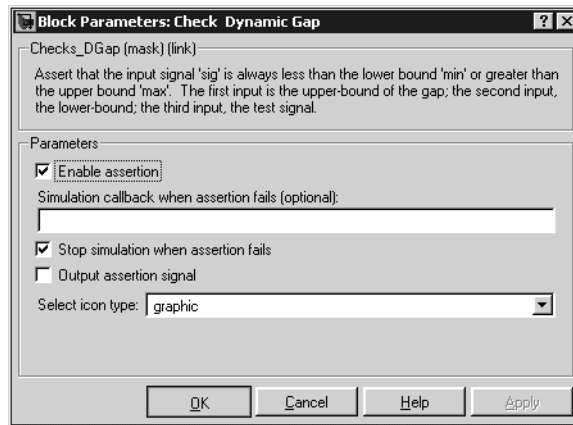 Block Parameters: Check Dynamic Gap
Checks_DGap (mask) (link)
Assert that the input signal 'sig' is always less than the lower bound 'min' or greater than
the upper bound 'max'. The first input is the upper-bound of the gap; the second input,
the lower-bound; the third input, the test signal.
Parameters
Enable assertion
Simulation callback when assertion fails (optional):
Stop simulation when assertion fails
Output assertion signal
Select icon type: graphic
OK Cancel Help Apply